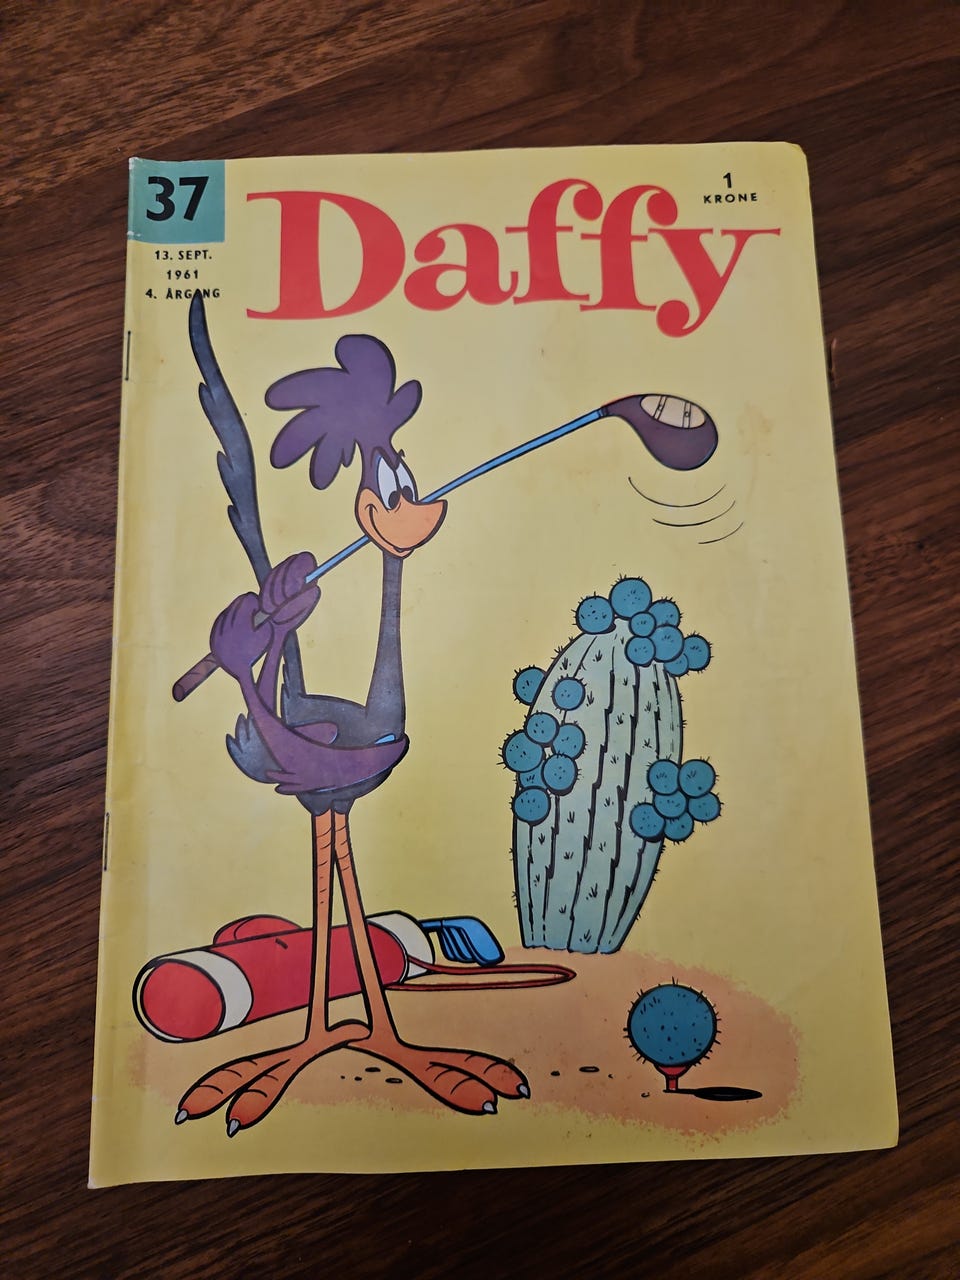 37
Daffy
1
KRONE
13. SEPT.
1961
4. ÅRGANG